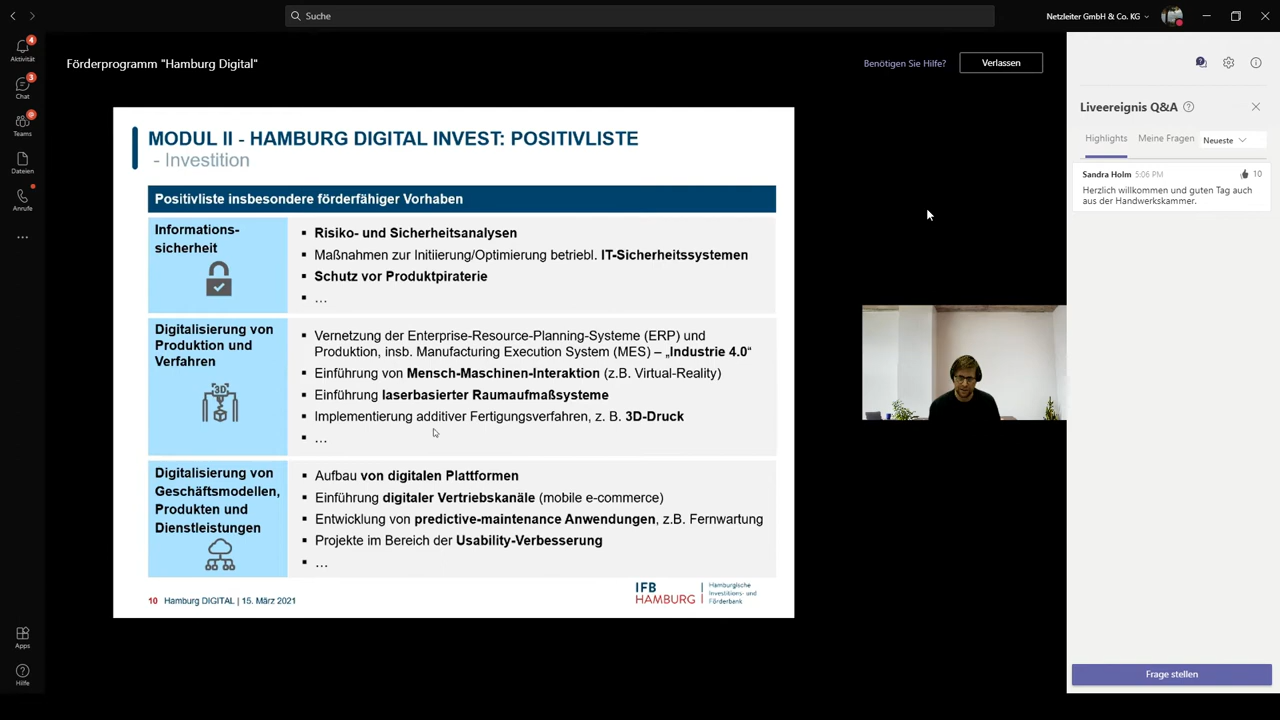 Suche
Netzleiter GmbH & Co. KG
4
Aktivität
3
Chat
Teams
Dateien
Anrufe
Apps
Hilfe
Förderprogramm "Hamburg Digital"
Benötigen Sie Hilfe?
Verlassen
MODUL II - HAMBURG DIGITAL INVEST: POSITIVLISTE
- Investition
Positivliste insbesondere förderfähiger Vorhaben
Informations-
sicherheit
▪ Risiko- und Sicherheitsanalysen
▪ Maßnahmen zur Initiierung/Optimierung betriebl. IT-Sicherheitssystemen
▪ Schutz vor Produktpiraterie
▪ …
Digitalisierung von
Produktion und
Verfahren
3D
▪ Vernetzung der Enterprise-Resource-Planning-Systeme (ERP) und
Produktion, insb. Manufacturing Execution System (MES) – „Industrie 4.0“
▪ Einführung von Mensch-Maschinen-Interaktion (z.B. Virtual-Reality)
▪ Einführung laserbasierter Raumaufmaßsysteme
▪ Implementierung additiver Fertigungsverfahren, z. B. 3D-Druck
▪ …
Digitalisierung von
Geschäftsmodellen,
Produkten und
Dienstleistungen
▪ Aufbau von digitalen Plattformen
▪ Einführung digitaler Vertriebskanäle (mobile e-commerce)
▪ Entwicklung von predictive-maintenance Anwendungen, z.B. Fernwartung
▪ Projekte im Bereich der Usability-Verbesserung
▪ …
10 Hamburg DIGITAL | 15. März 2021
IFB
HAMBURG
Hamburgische
Investitions- und
Förderbank
Liveereignis Q&A
Highlights
Meine Fragen
Neueste
Sandra Holm 5:06 PM
10
Herzlich willkommen und guten Tag auch
aus der Handwerkskammer.
Frage stellen